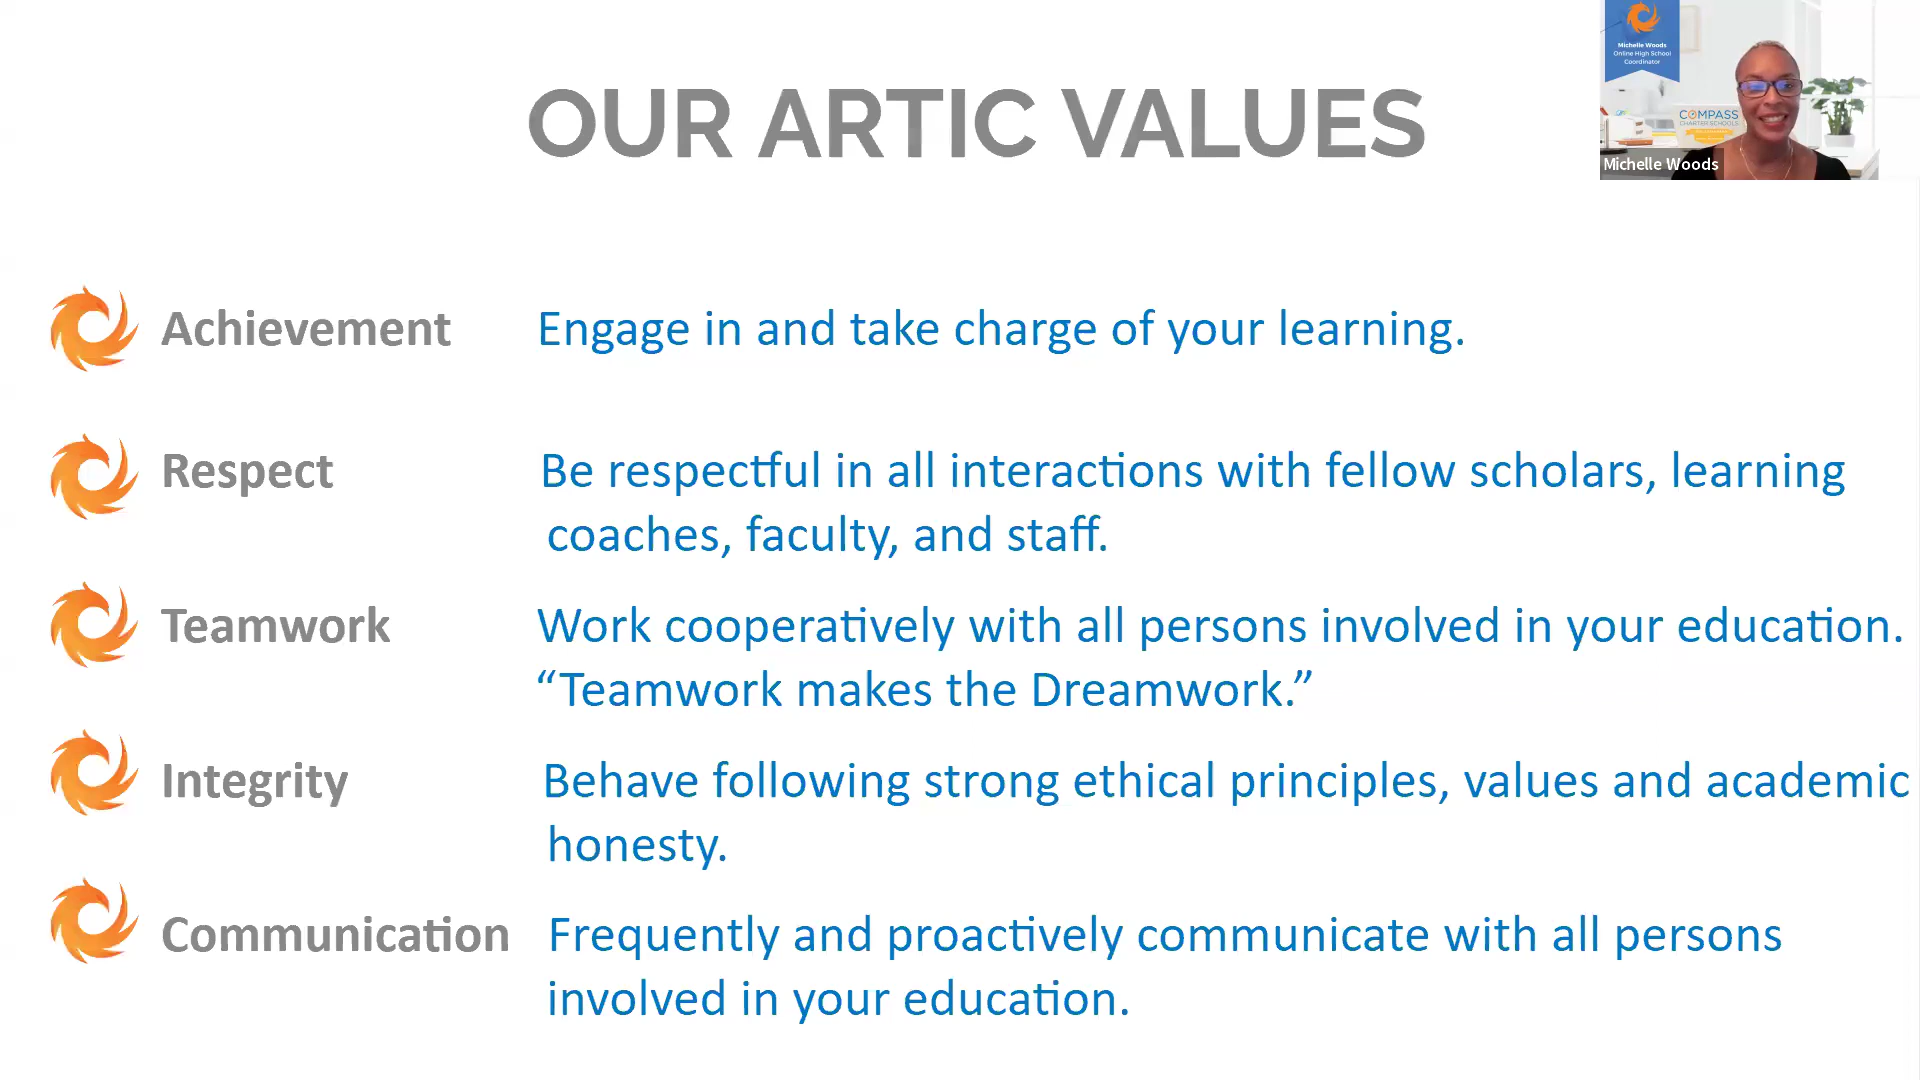 OUR ARTIC VALUES
Michelle Woods
Online High School
Coordinator
COMPASS
CHARTER SCHOOLS
Michelle Woods
Achievement Engage in and take charge of your learning.
Respect Be respectful in all interactions with fellow scholars, learning
coaches, faculty, and staff.
Teamwork Work cooperatively with all persons involved in your education.
“Teamwork makes the Dreamwork.”
Integrity Behave following strong ethical principles, values and academic
honesty.
Communication Frequently and proactively communicate with all persons
involved in your education.